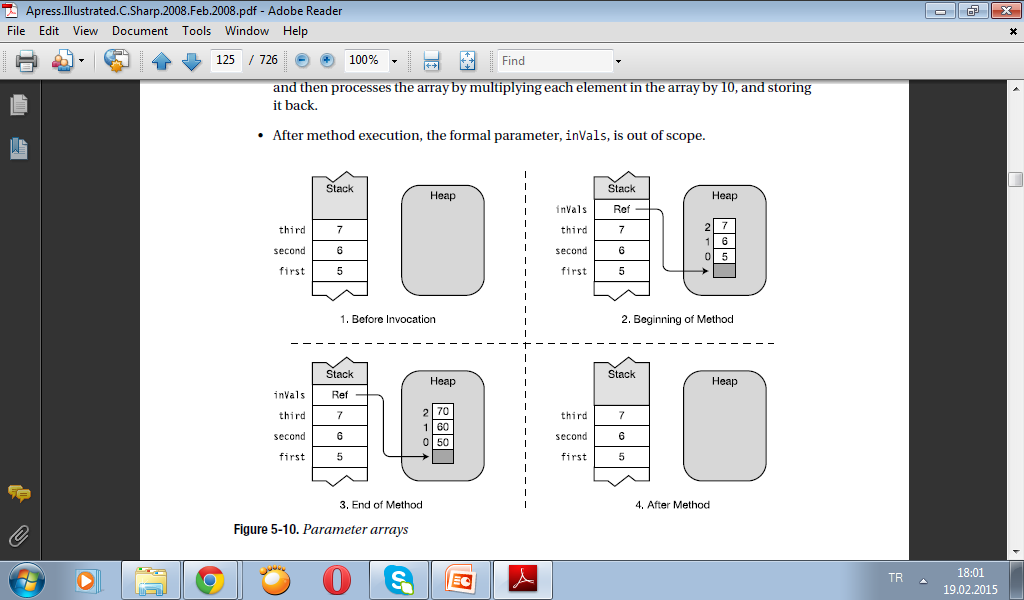 Apress.Illustrated.C.Sharp.2008.Feb.2008.pdf - Adobe Reader
File Edit View Document Tools Window Help
125 / 726 100% Find
and then processes the array by multiplying each element in the array by 10, and storing
it back.
• After method execution, the formal parameter, inVals, is out of scope.
Stack
Heap
third 7
second 6
first 5
1. Before Invocation
Stack
Heap
inVals Ref
third 7
second 6
first 5
2 7
1 6
0 5
2. Beginning of Method
Stack
Heap
inVals Ref
third 7
second 6
first 5
2 70
1 60
0 50
3. End of Method
Stack
Heap
third 7
second 6
first 5
4. After Method
Figure 5-10. Parameter arrays
TR
18:01
19.02.2015